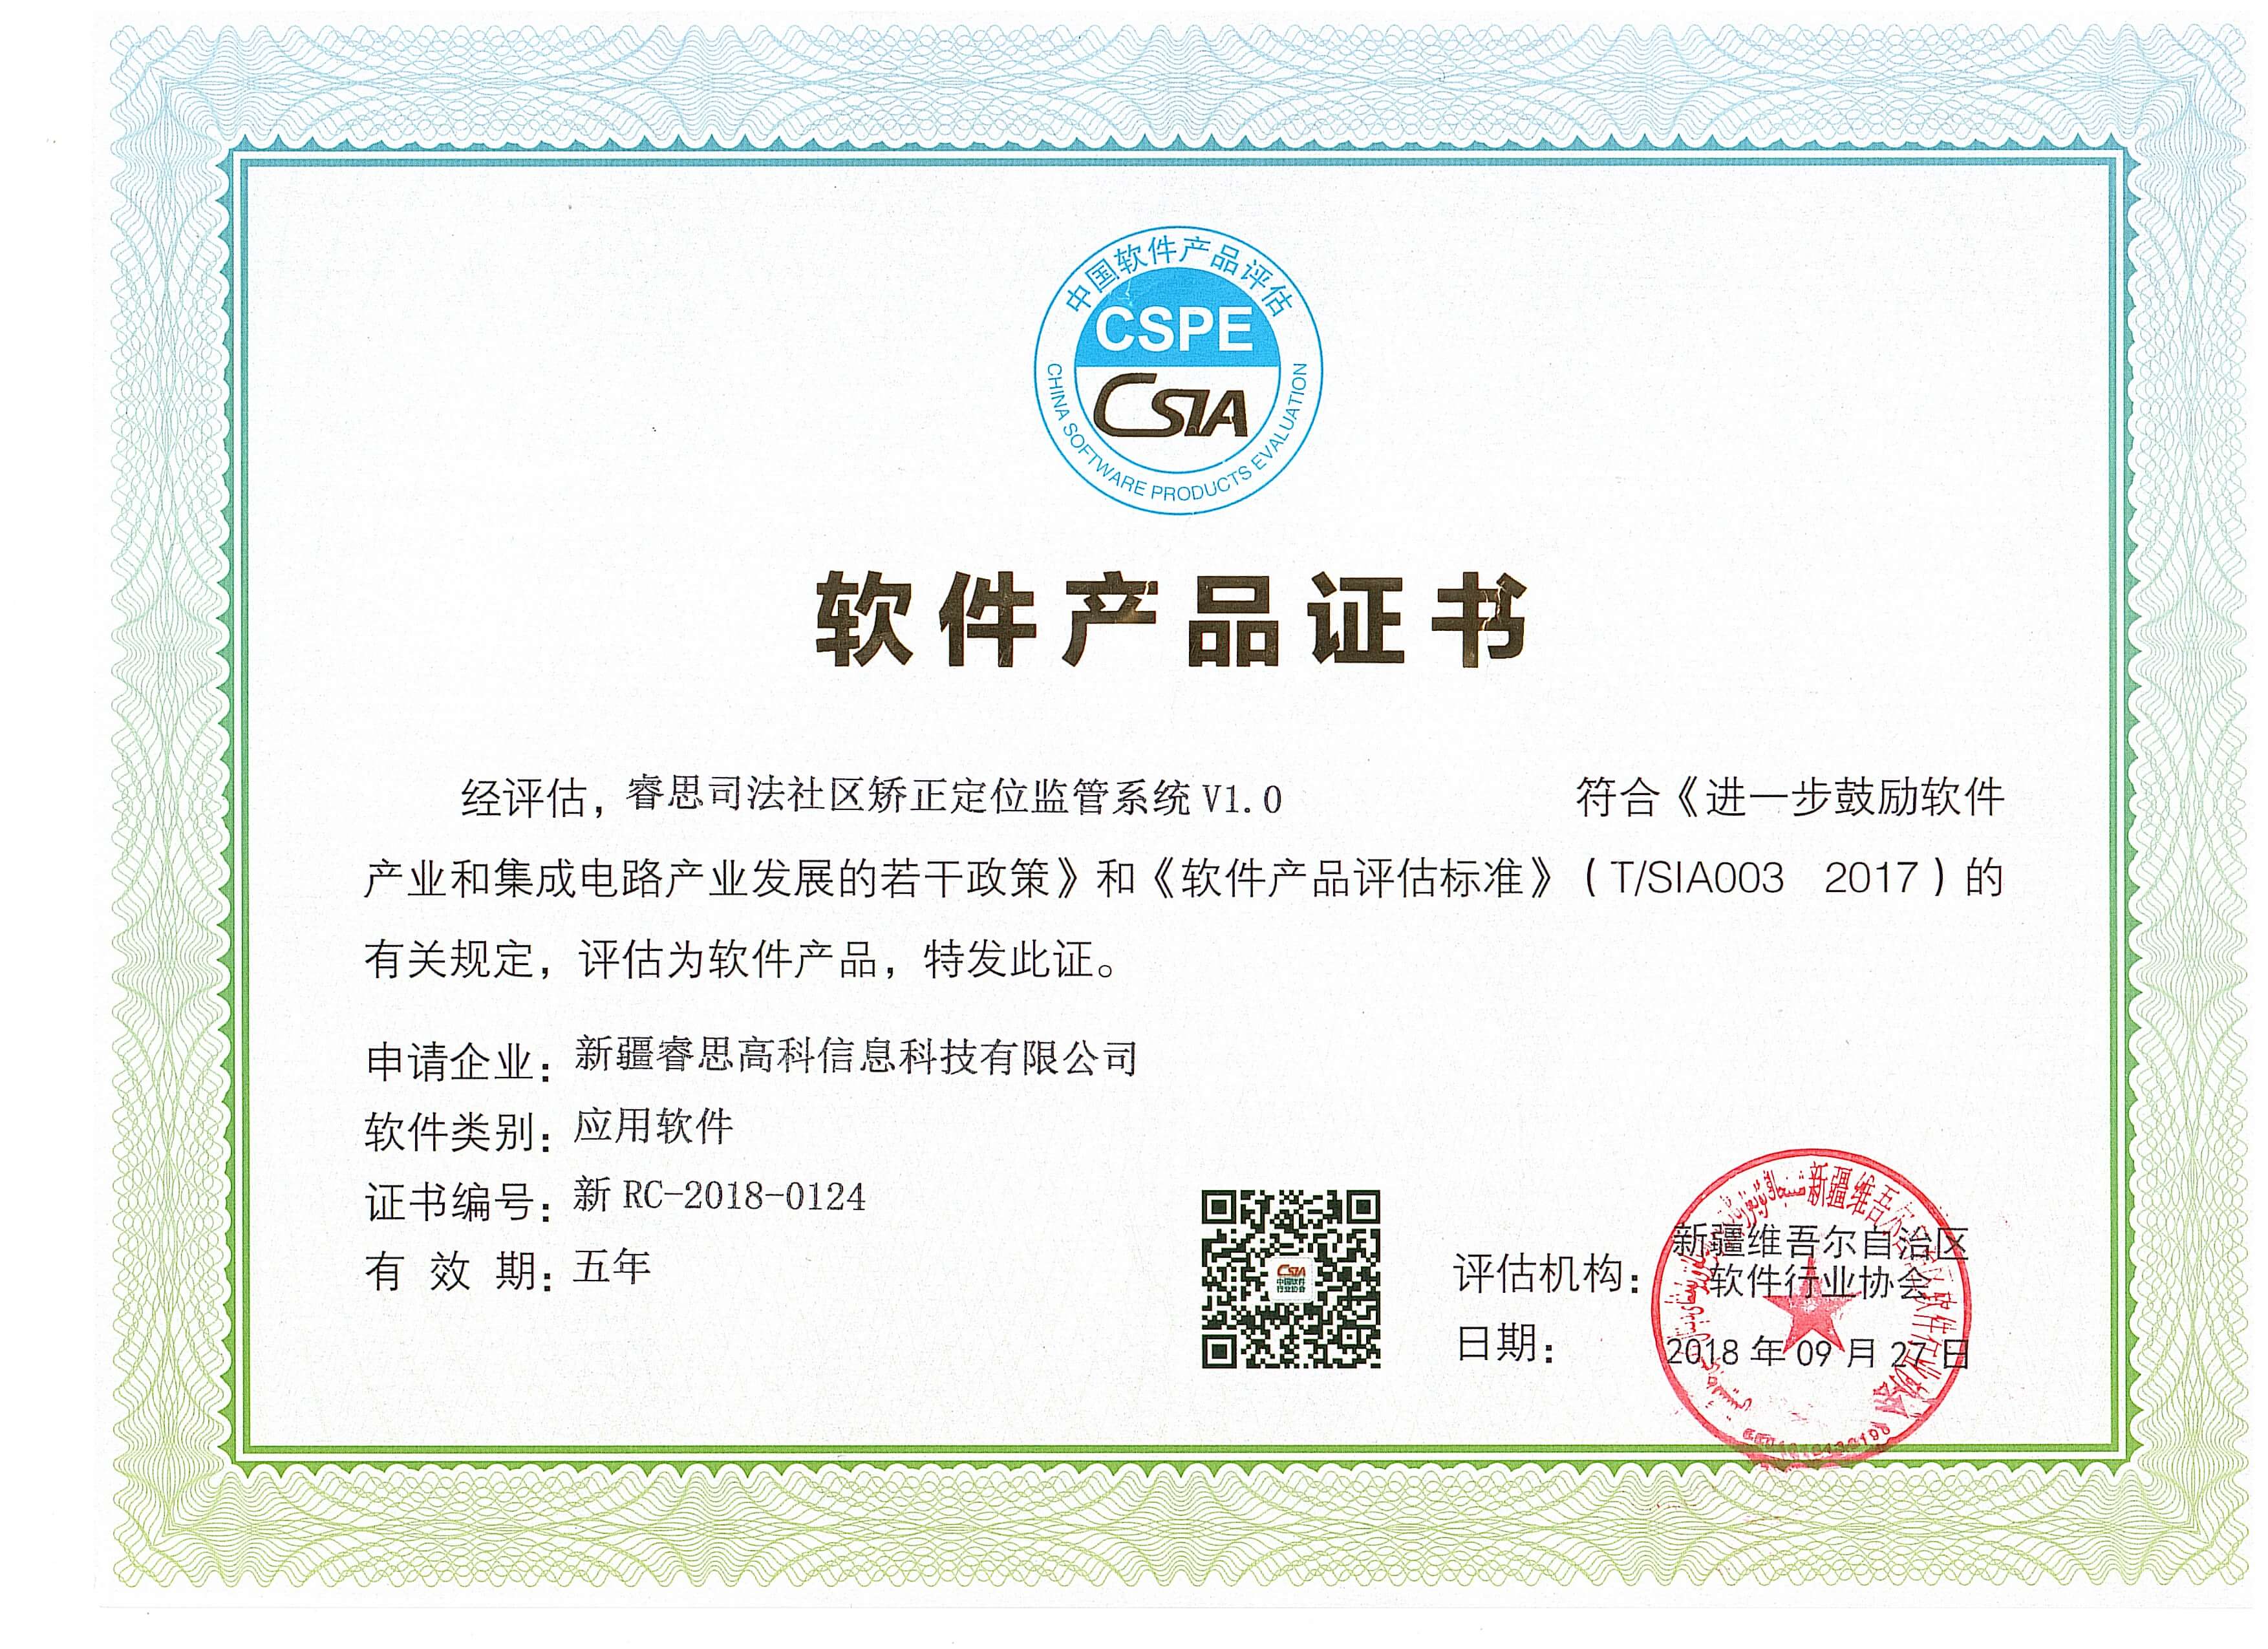 中国软件产品评估
CSPE
CSIA
CHINA SOFTWARE PRODUCTS EVALUATION
软件产品证书
经评估，睿思司法社区矫正定位监管系统 V1.0 符合《进一步鼓励软件
产业和集成电路产业发展的若干政策》和《软件产品评估标准》（T/SIA003 2017）的
有关规定，评估为软件产品，特发此证。
申请企业：新疆睿思高科信息科技有限公司
软件类别：应用软件
证书编号：新 RC-2018-0124
有 效 期：五年
CSIA
中国软件
行业协会
评估机构：新疆维吾尔自治区
软件行业协会
日期：2018 年 09 月 27 日
新疆维吾尔自治区软件行业协会